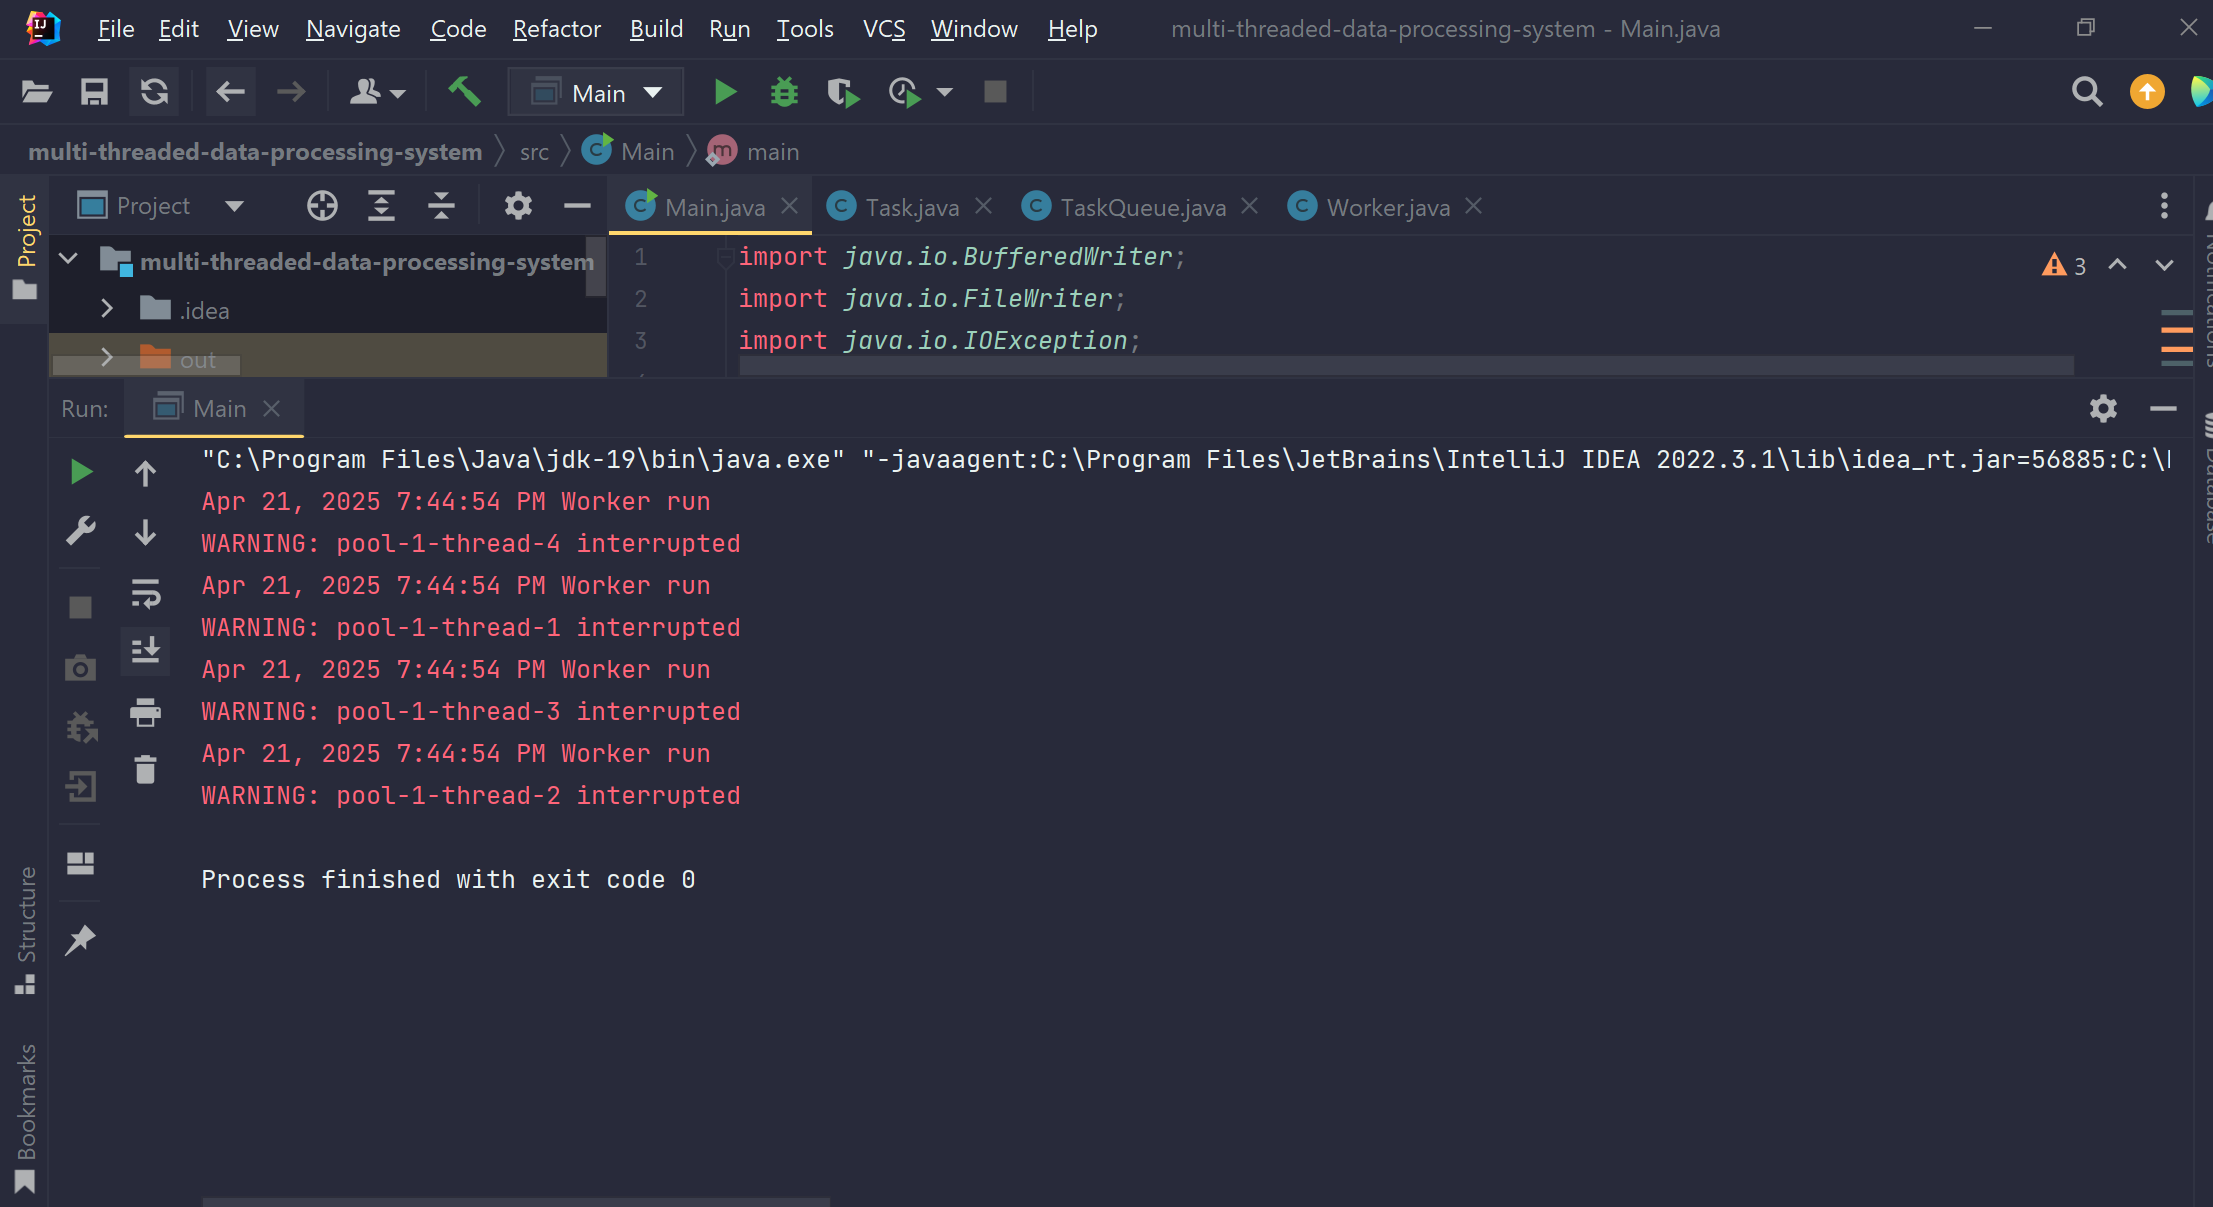 File Edit View Navigate Code Refactor Build Run Tools VCS Window Help multi-threaded-data-processing-system - Main.java
Main
multi-threaded-data-processing-system src Main main
Project Project Main.java Task.java TaskQueue.java Worker.java
multi-threaded-data-processing-system
.idea
out
1 import java.io.BufferedWriter;
2 import java.io.FileWriter;
3 import java.io.IOException;
3
Notifications
Database
Run: Main
"C:\Program Files\Java\jdk-19\bin\java.exe" "-javaagent:C:\Program Files\JetBrains\IntelliJ IDEA 2022.3.1\lib\idea_rt.jar=56885:C:\
Apr 21, 2025 7:44:54 PM Worker run
WARNING: pool-1-thread-4 interrupted
Apr 21, 2025 7:44:54 PM Worker run
WARNING: pool-1-thread-1 interrupted
Apr 21, 2025 7:44:54 PM Worker run
WARNING: pool-1-thread-3 interrupted
Apr 21, 2025 7:44:54 PM Worker run
WARNING: pool-1-thread-2 interrupted
Process finished with exit code 0
Structure
Bookmarks